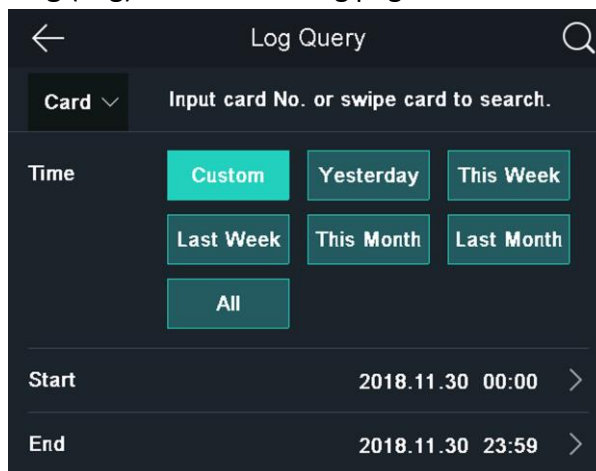 Log Query
Card Input card No. or swipe card to search.
Time Custom Yesterday This Week
Last Week This Month Last Month
All
Start 2018.11.30 00:00
End 2018.11.30 23:59